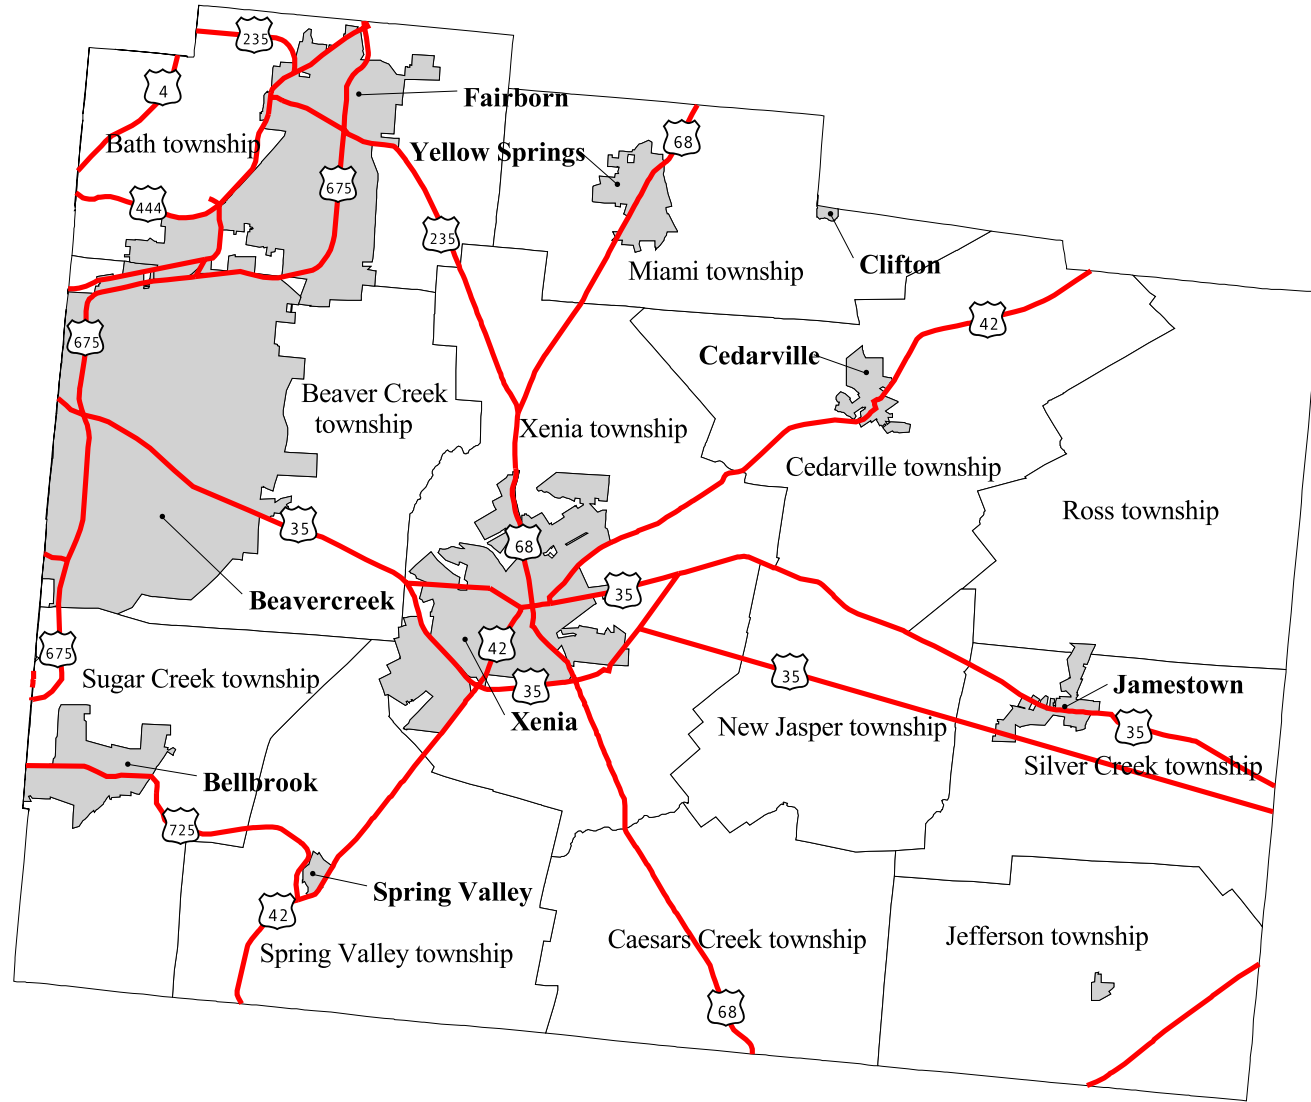 235
4
Fairborn
68
Bath township
Yellow Springs
675
444
235
Clifton
Miami township
42
675
Cedarville
Beaver Creek
township
Xenia township
Cedarville township
Ross township
35
68
35
Beavercreek
42
675
Sugar Creek township
35
35
Jamestown
Xenia
New Jasper township
35
Silver Creek township
Bellbrook
725
Spring Valley
42
Caesars Creek township
Jefferson township
Spring Valley township
68